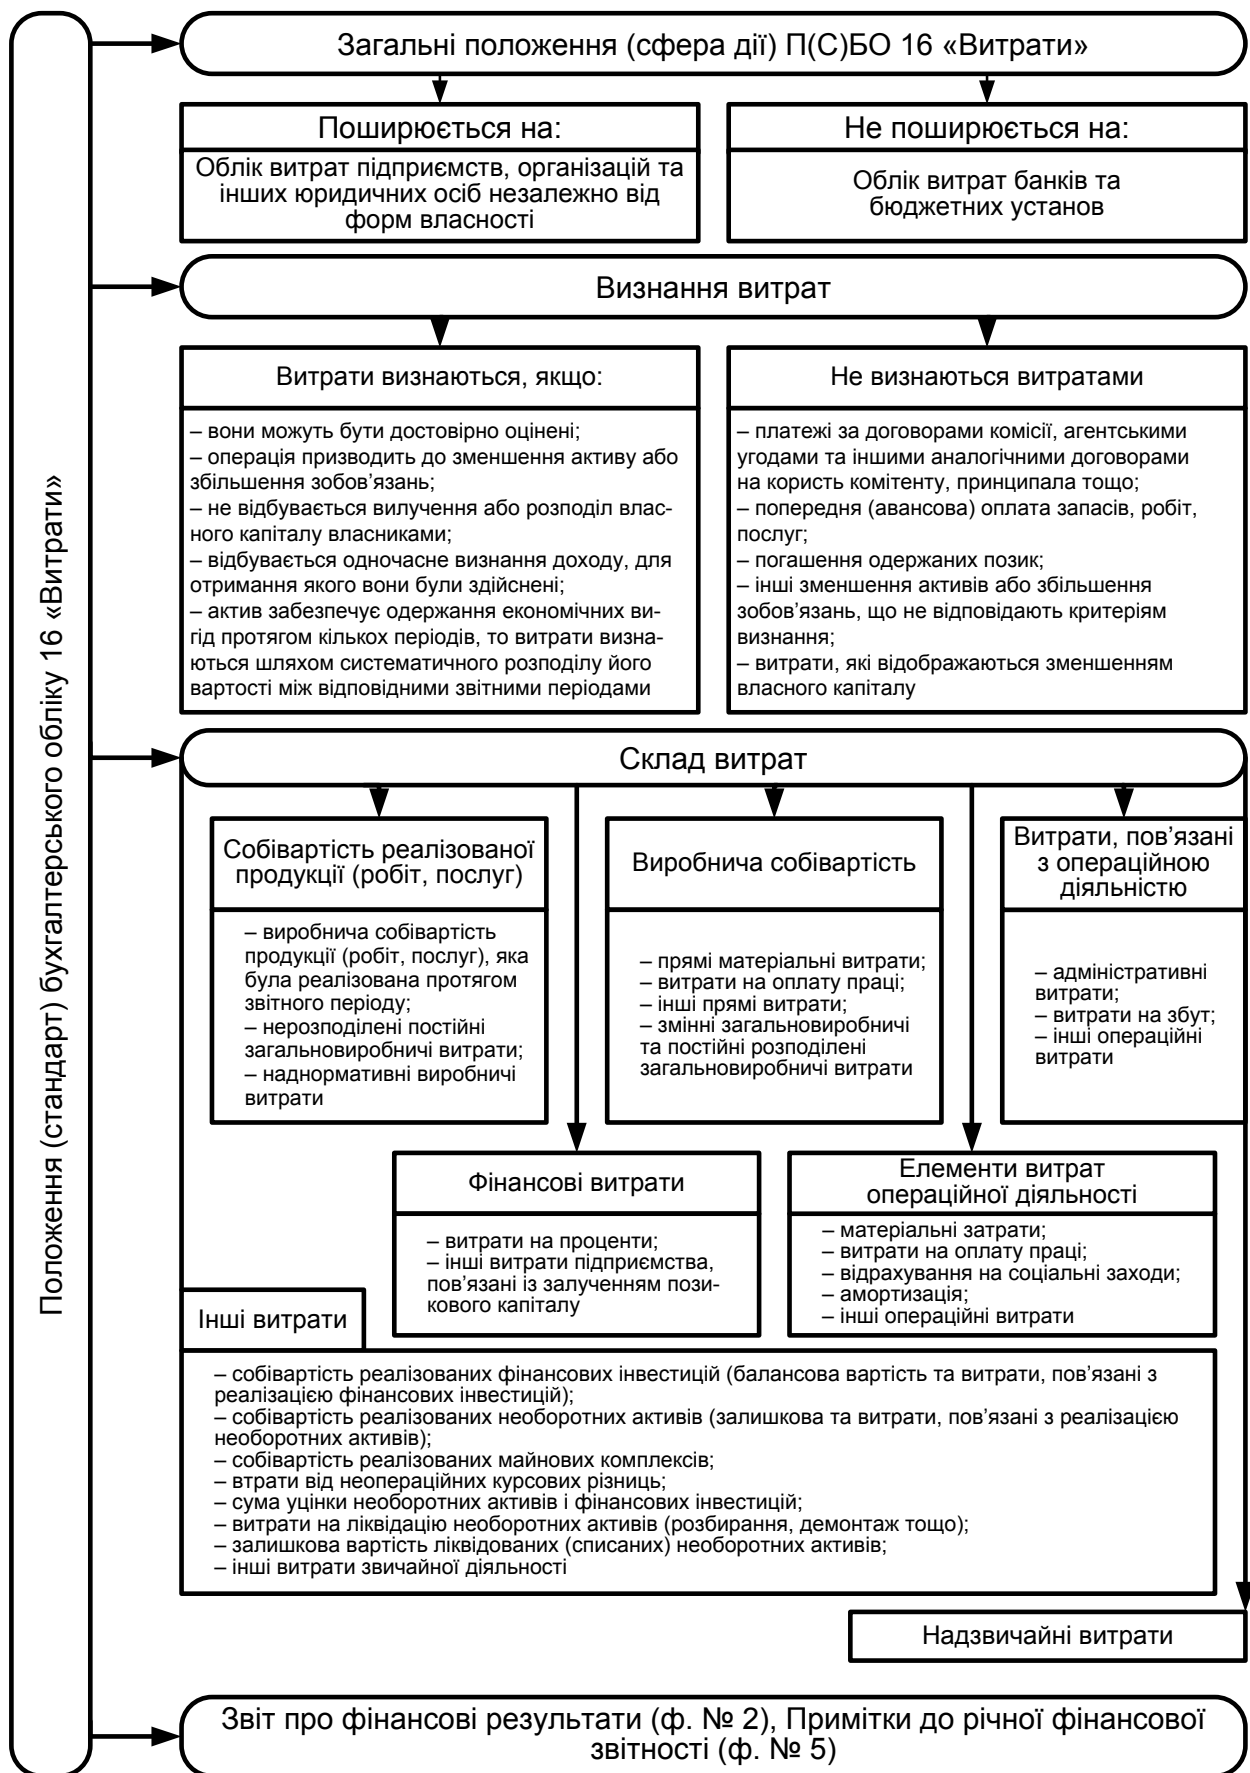 Положення (стандарт) бухгалтерського обліку 16 «Витрати»
Загальні положення (сфера дії) П(С)БО 16 «Витрати»
Поширюється на:
Облік витрат підприємств, організацій та
інших юридичних осіб незалежно від
форм власності
Не поширюється на:
Облік витрат банків та
бюджетних установ
Визнання витрат
Витрати визнаються, якщо:
– вони можуть бути достовірно оцінені;
– операція призводить до зменшення активу або
збільшення зобов’язань;
– не відбувається вилучення або розподіл влас-
ного капіталу власниками;
– відбувається одночасне визнання доходу, для
отримання якого вони були здійснені;
– актив забезпечує одержання економічних ви-
гід протягом кількох періодів, то витрати визна-
ються шляхом систематичного розподілу його
вартості між відповідними звітними періодами
Не визнаються витратами
– платежі за договорами комісії, агентськими
угодами та іншими аналогічними договорами
на користь комітенту, принципала тощо;
– попередня (авансова) оплата запасів, робіт,
послуг;
– погашення одержаних позик;
– інші зменшення активів або збільшення
зобов’язань, що не відповідають критеріям
визнання;
– витрати, які відображаються зменшенням
власного капіталу
Склад витрат
Собівартість реалізованої
продукції (робіт, послуг)
– виробнича собівартість
продукції (робіт, послуг), яка
була реалізована протягом
звітного періоду;
– нерозподілені постійні
загальновиробничі витрати;
– наднормативні виробничі
витрати
Виробнича собівартість
– прямі матеріальні витрати;
– витрати на оплату праці;
– інші прямі витрати;
– змінні загальновиробничі
та постійні розподілені
загальновиробничі витрати
Витрати, пов’язані
з операційною
діяльністю
– адміністративні
витрати;
– витрати на збут;
– інші операційні
витрати
Фінансові витрати
– витрати на проценти;
– інші витрати підприємства,
пов’язані із залученням пози-
кового капіталу
Елементи витрат
операційної діяльності
– матеріальні затрати;
– витрати на оплату праці;
– відрахування на соціальні заходи;
– амортизація;
– інші операційні витрати
Інші витрати
– собівартість реалізованих фінансових інвестицій (балансова вартість та витрати, пов’язані з
реалізацією фінансових інвестицій);
– собівартість реалізованих необоротних активів (залишкова та витрати, пов’язані з реалізацією
необоротних активів);
– собівартість реалізованих майнових комплексів;
– втрати від неопераційних курсових різниць;
– сума уцінки необоротних активів і фінансових інвестицій;
– витрати на ліквідацію необоротних активів (розбирання, демонтаж тощо);
– залишкова вартість ліквідованих (списаних) необоротних активів;
– інші витрати звичайної діяльності
Надзвичайні витрати
Звіт про фінансові результати (ф. № 2), Примітки до річної фінансової
звітності (ф. № 5)